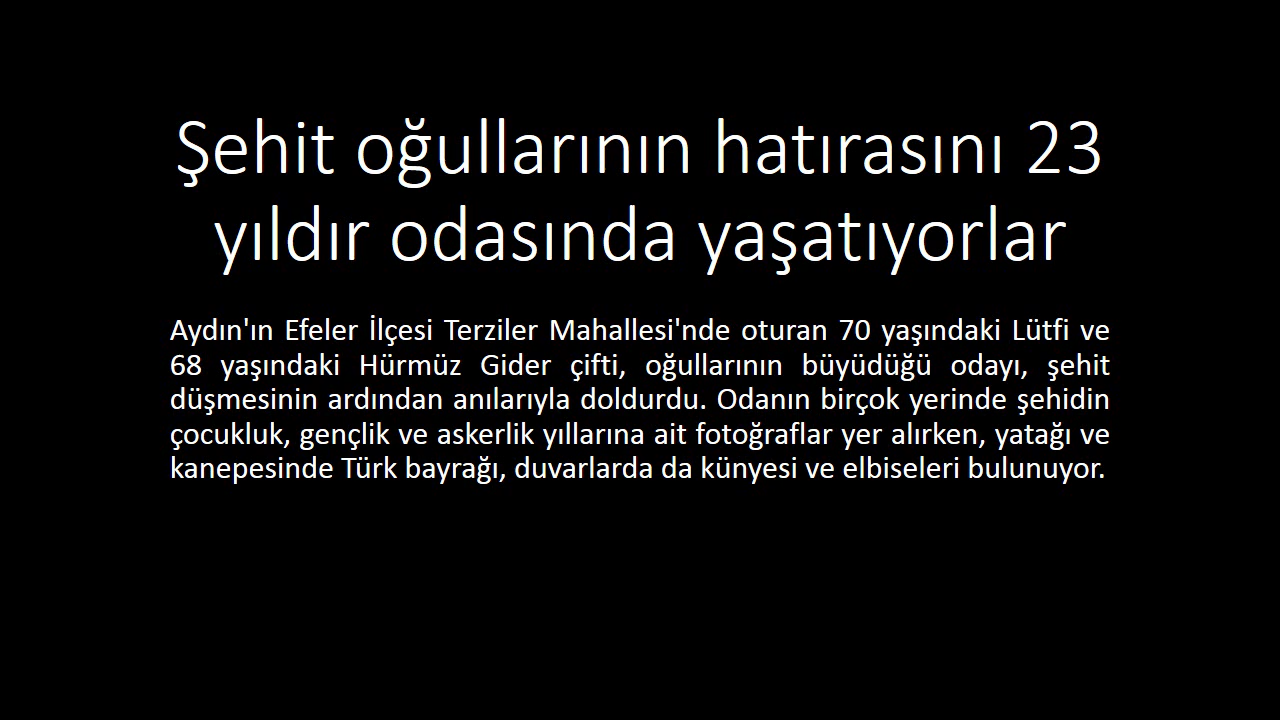 Şehit oğullarının hatırasını 23
yıldır odasında yaşatıyorlar
Aydın'ın Efeler İlçesi Terziler Mahallesi'nde oturan 70 yaşındaki Lütfi ve
68 yaşındaki Hürmüz Gider çifti, oğullarının büyüdüğü odayı, şehit
düşmesinin ardından anılarıyla doldurdu. Odanın birçok yerinde şehidin
çocukluk, gençlik ve askerlik yıllarına ait fotoğraflar yer alırken, yatağı ve
kanepesinde Türk bayrağı, duvarlarda da künyesi ve elbiseleri bulunuyor.